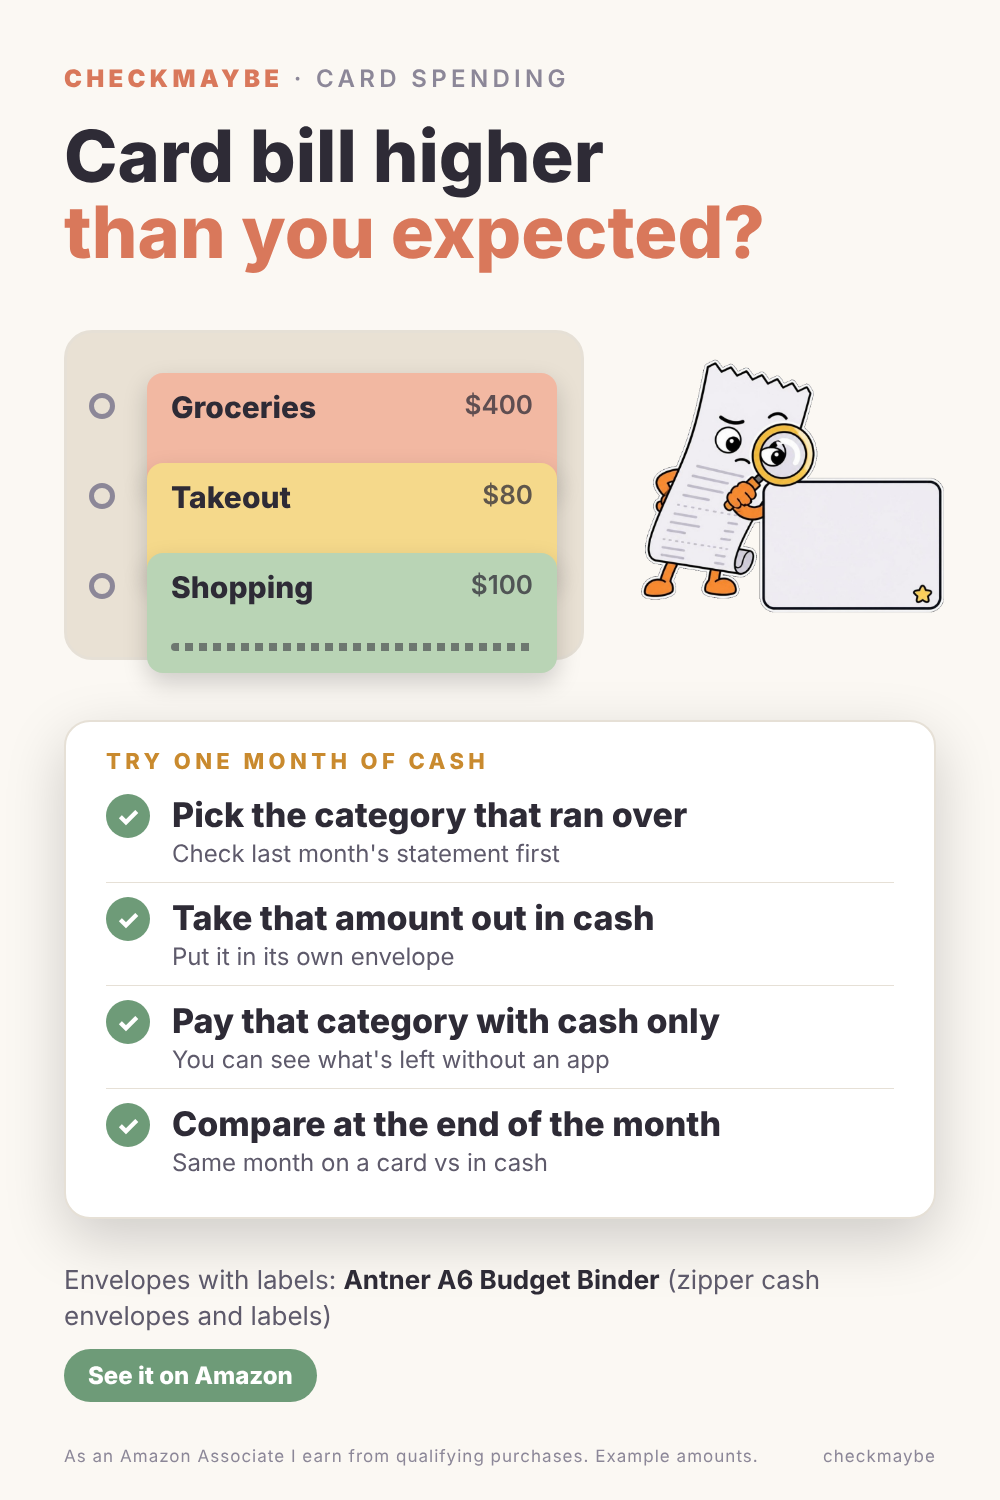 CHECKMAYBE · CARD SPENDING
Card bill higher
than you expected?
Groceries $400
Takeout $80
Shopping $100
TRY ONE MONTH OF CASH
Pick the category that ran over
Check last month's statement first
Take that amount out in cash
Put it in its own envelope
Pay that category with cash only
You can see what's left without an app
Compare at the end of the month
Same month on a card vs in cash
Envelopes with labels: Antner A6 Budget Binder (zipper cash
envelopes and labels)
See it on Amazon
As an Amazon Associate I earn from qualifying purchases. Example amounts. checkmaybe